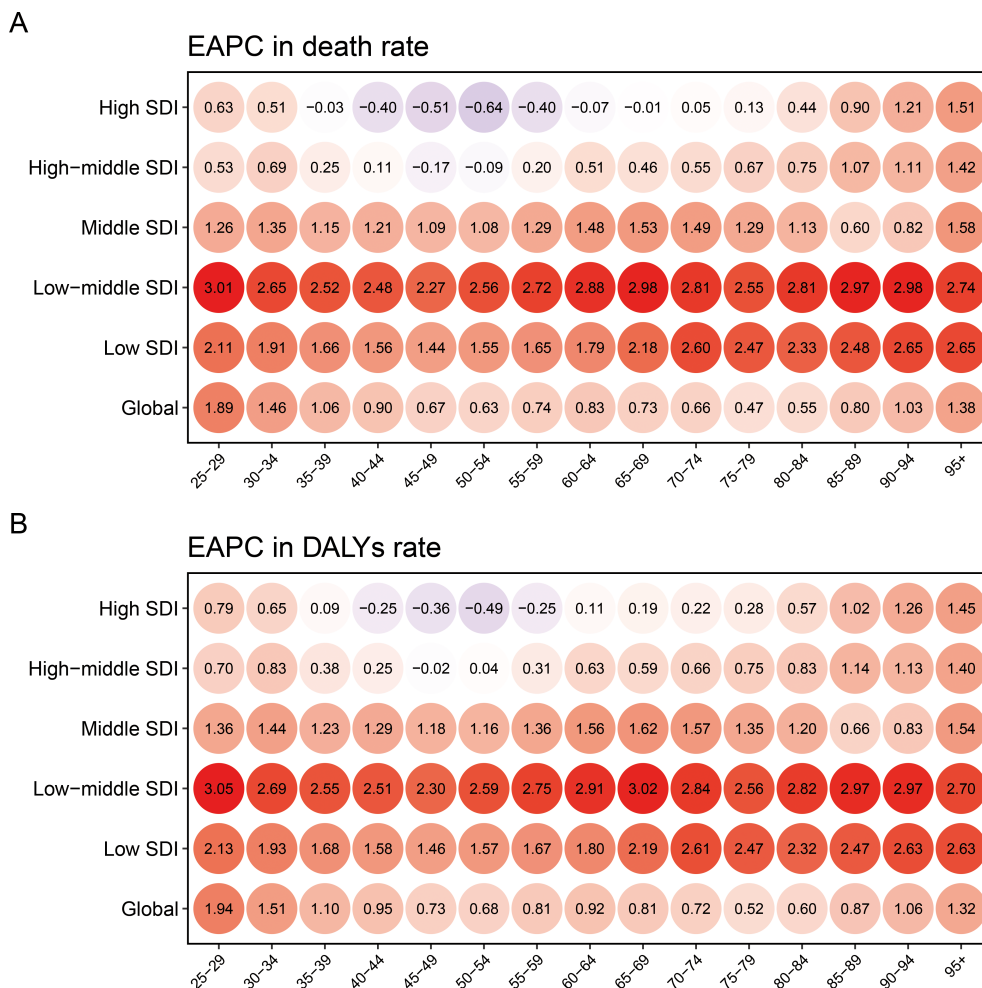 A
EAPC in death rate
High SDI 0.63 0.51 −0.03 −0.40 −0.51 −0.64 −0.40 −0.07 −0.01 0.05 0.13 0.44 0.90 1.21 1.51
High−middle SDI 0.53 0.69 0.25 0.11 −0.17 −0.09 0.20 0.51 0.46 0.55 0.67 0.75 1.07 1.11 1.42
Middle SDI 1.26 1.35 1.15 1.21 1.09 1.08 1.29 1.48 1.53 1.49 1.29 1.13 0.60 0.82 1.58
Low−middle SDI 3.01 2.65 2.52 2.48 2.27 2.56 2.72 2.88 2.98 2.81 2.55 2.81 2.97 2.98 2.74
Low SDI 2.11 1.91 1.66 1.56 1.44 1.55 1.65 1.79 2.18 2.60 2.47 2.33 2.48 2.65 2.65
Global 1.89 1.46 1.06 0.90 0.67 0.63 0.74 0.83 0.73 0.66 0.47 0.55 0.80 1.03 1.38
25−29 30−34 35−39 40−44 45−49 50−54 55−59 60−64 65−69 70−74 75−79 80−84 85−89 90−94 95+
B
EAPC in DALYs rate
High SDI 0.79 0.65 0.09 −0.25 −0.36 −0.49 −0.25 0.11 0.19 0.22 0.28 0.57 1.02 1.26 1.45
High−middle SDI 0.70 0.83 0.38 0.25 −0.02 0.04 0.31 0.63 0.59 0.66 0.75 0.83 1.14 1.13 1.40
Middle SDI 1.36 1.44 1.23 1.29 1.18 1.16 1.36 1.56 1.62 1.57 1.35 1.20 0.66 0.83 1.54
Low−middle SDI 3.05 2.69 2.55 2.51 2.30 2.59 2.75 2.91 3.02 2.84 2.56 2.82 2.97 2.97 2.70
Low SDI 2.13 1.93 1.68 1.58 1.46 1.57 1.67 1.80 2.19 2.61 2.47 2.32 2.47 2.63 2.63
Global 1.94 1.51 1.10 0.95 0.73 0.68 0.81 0.92 0.81 0.72 0.52 0.60 0.87 1.06 1.32
25−29 30−34 35−39 40−44 45−49 50−54 55−59 60−64 65−69 70−74 75−79 80−84 85−89 90−94 95+